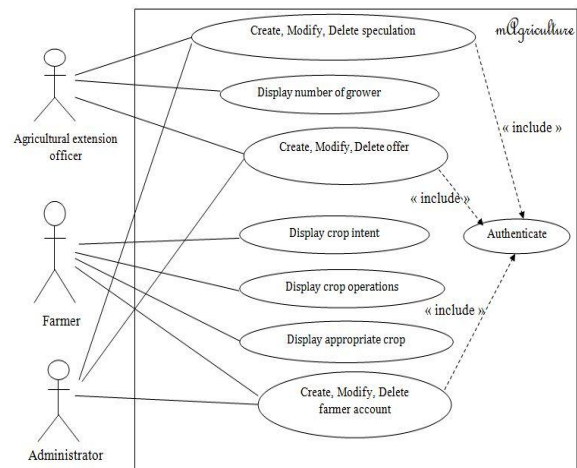 mAgriculture
Create, Modify, Delete speculation
Display number of grower
Agricultural extension
officer
« include »
Create, Modify, Delete offer
« include »
Display crop intent
Authenticate
Display crop operations
« include »
Farmer
Display appropriate crop
Create, Modify, Delete
farmer account
Administrator